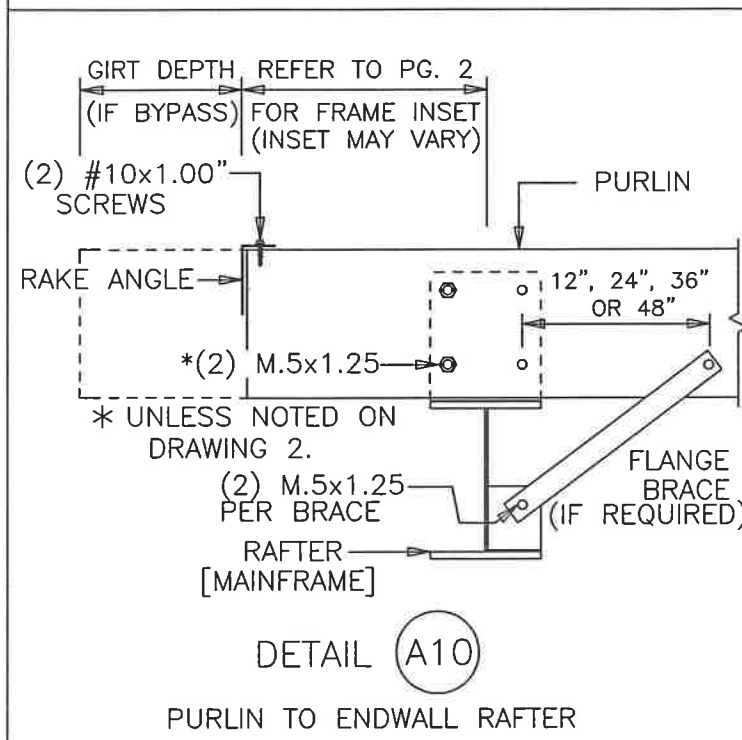 GIRT DEPTH
(IF BYPASS)
REFER TO PG. 2
FOR FRAME INSET
(INSET MAY VARY)
(2) #10x1.00"
SCREWS
PURLIN
RAKE ANGLE
12", 24", 36"
OR 48"
*(2) M.5x1.25
* UNLESS NOTED ON
DRAWING 2.
(2) M.5x1.25
PER BRACE
FLANGE
BRACE
(IF REQUIRED)
RAFTER
[MAINFRAME]
DETAIL A10
PURLIN TO ENDWALL RAFTER